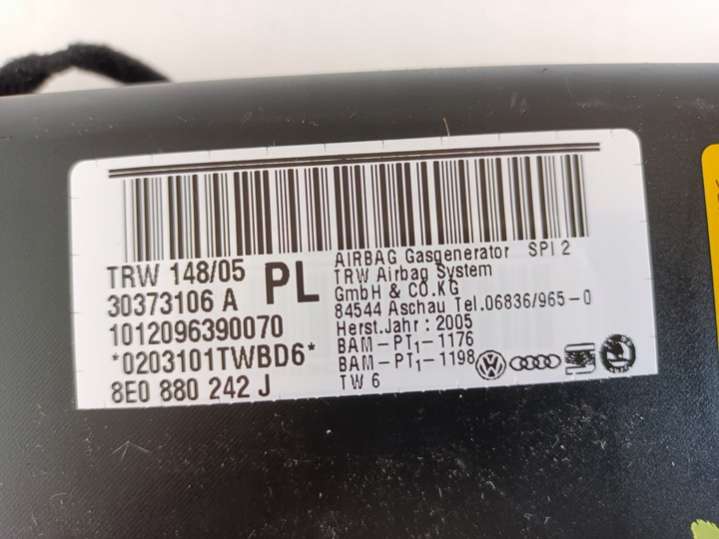 TRW 148/05
30373106 A
PL
1012096390070
*0203101TWBD6*
8E0 880 242 J
AIRBAG Gasgenerator SPI 2
TRW Airbag System
GmbH & CO.KG
84544 Aschau Tel.06836/965-0
Herst.Jahr : 2005
BAM-PT1-1176
BAM-PT1-1198
TW 6